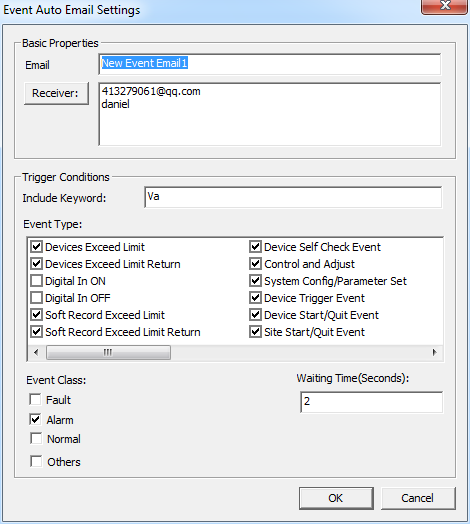 Event Auto Email Settings
Basic Properties
Email New Event Email1
Receiver: 413279061@qq.com
daniel
Trigger Conditions
Include Keyword: Va
Event Type:
Devices Exceed Limit Device Self Check Event
Devices Exceed Limit Return Control and Adjust
Digital In ON System Config/Parameter Set
Digital In OFF Device Trigger Event
Soft Record Exceed Limit Device Start/Quit Event
Soft Record Exceed Limit Return Site Start/Quit Event
Event Class: Waiting Time(Seconds):
Fault 2
Alarm
Normal
Others
OK Cancel